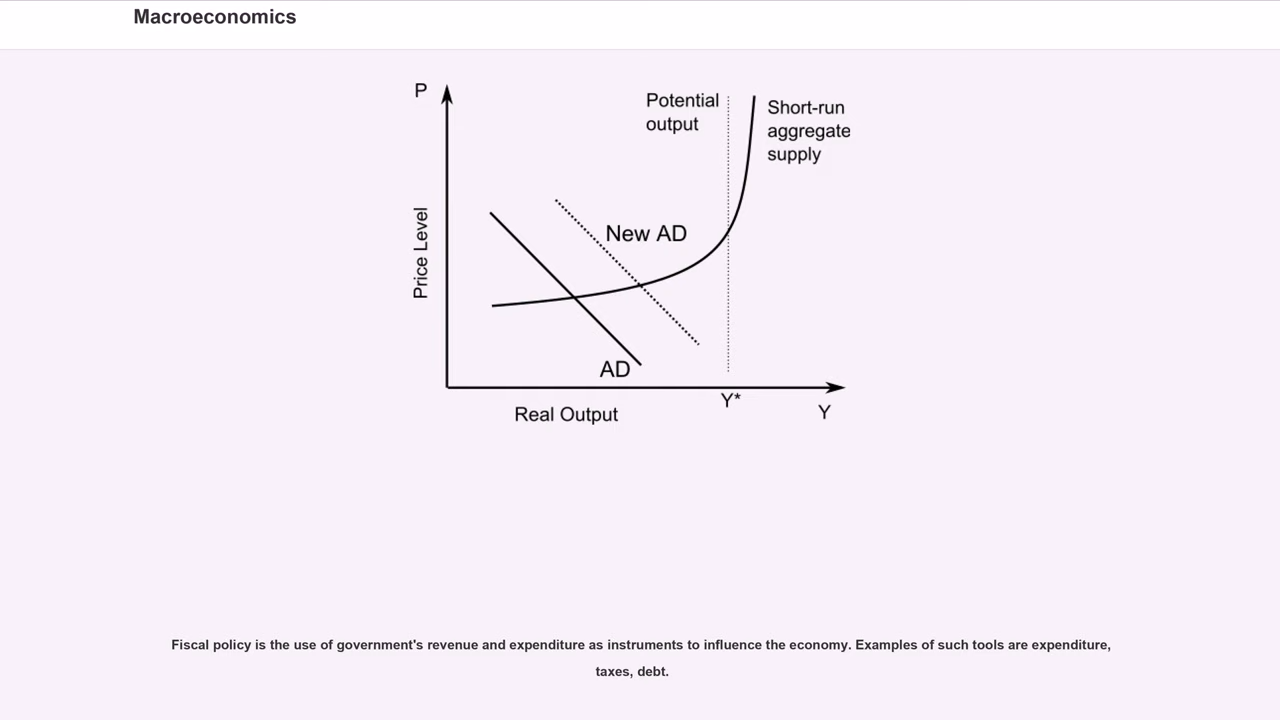 Macroeconomics
P
Potential
output
Short-run
aggregate
supply
Price Level
New AD
AD
Y*
Real Output
Y
Fiscal policy is the use of government's revenue and expenditure as instruments to influence the economy. Examples of such tools are expenditure,
taxes, debt.